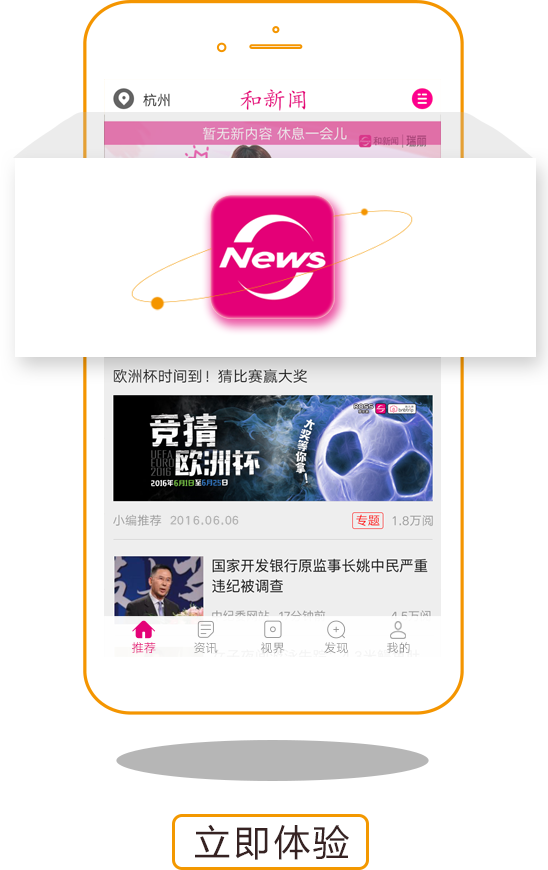 杭州
和新闻
暂无新内容 休息一会儿
和新闻
瑞丽
News
欧洲杯时间到！猜比赛赢大奖
竞猜
欧洲杯
UEFA
EURO
2016
2016年6月1日至6月25日
大奖等你拿！
小编推荐 2016.06.06 专题 1.8万阅
国家开发银行原监事长姚中民严重
违纪被调查
中纪委网站 17分钟前 4.5万阅
推荐 资讯 视界 发现 我的
立即体验